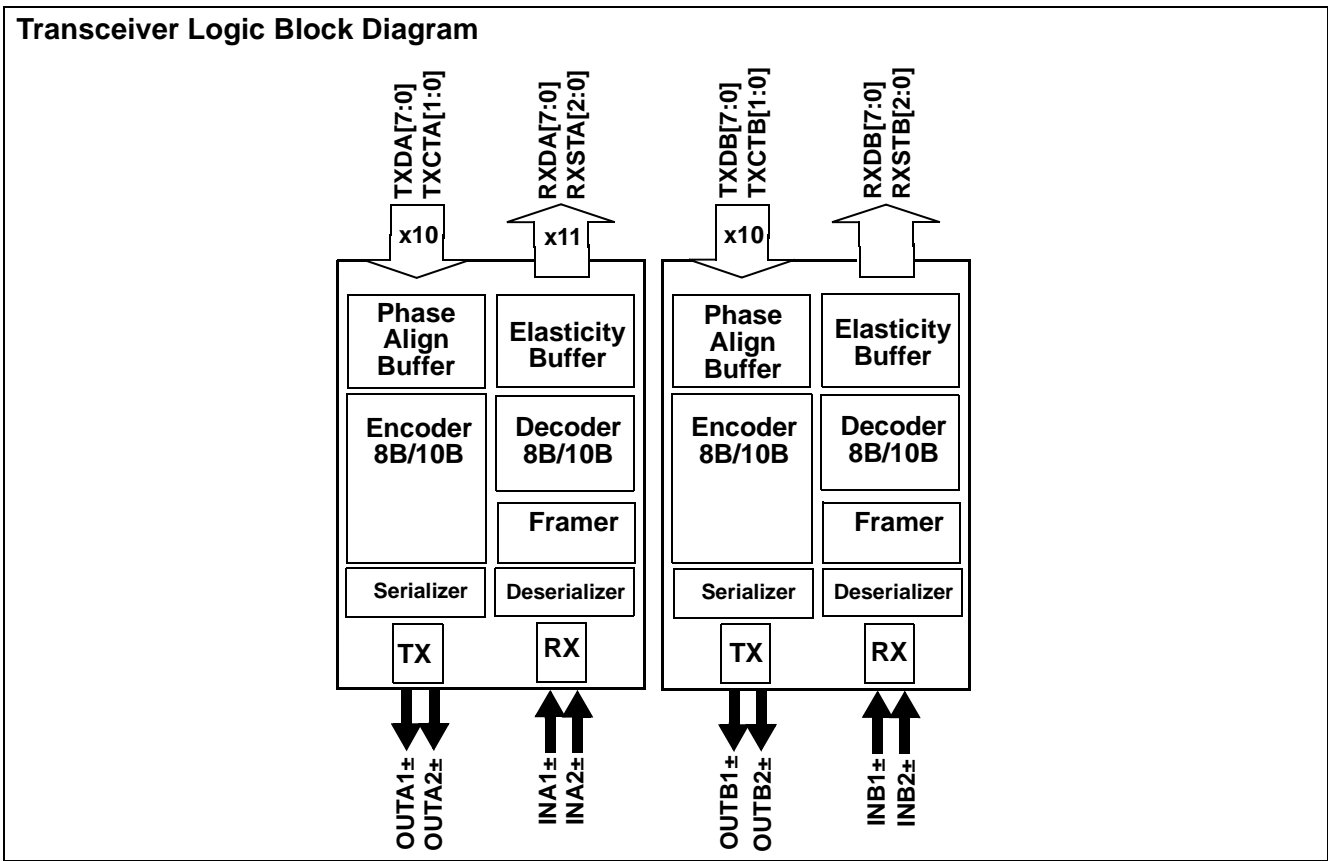 Transceiver Logic Block Diagram
TXDA[7:0]
TXCTA[1:0]
RXDA[7:0]
RXSTA[2:0]
TXDB[7:0]
TXCTB[1:0]
RXDB[7:0]
RXSTB[2:0]
x10
x11
x10
Phase
Align
Buffer
Elasticity
Buffer
Phase
Align
Buffer
Elasticity
Buffer
Encoder
8B/10B
Decoder
8B/10B
Encoder
8B/10B
Decoder
8B/10B
Framer
Framer
Serializer
Deserializer
Serializer
Deserializer
TX
RX
TX
RX
OUTA1±
OUTA2±
INA1±
INA2±
OUTB1±
OUTB2±
INB1±
INB2±